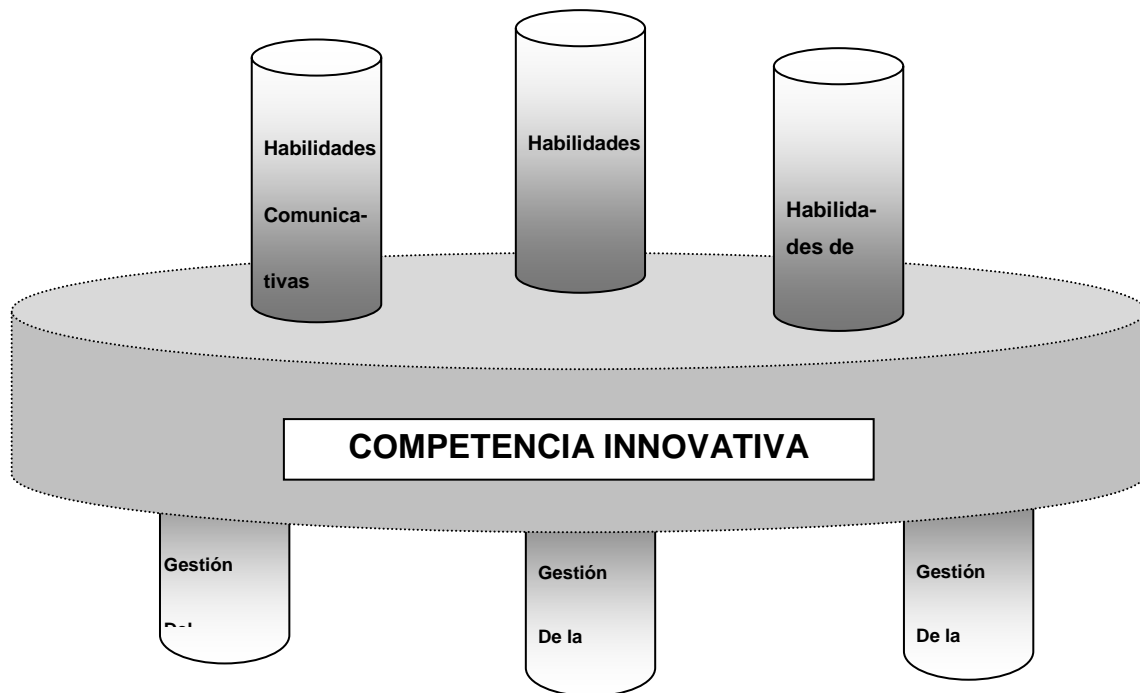 Habilidades
Comunica-
tivas
Habilidades
Habilida-
des de
COMPETENCIA INNOVATIVA
Gestión
Gestión
De la
Gestión
De la